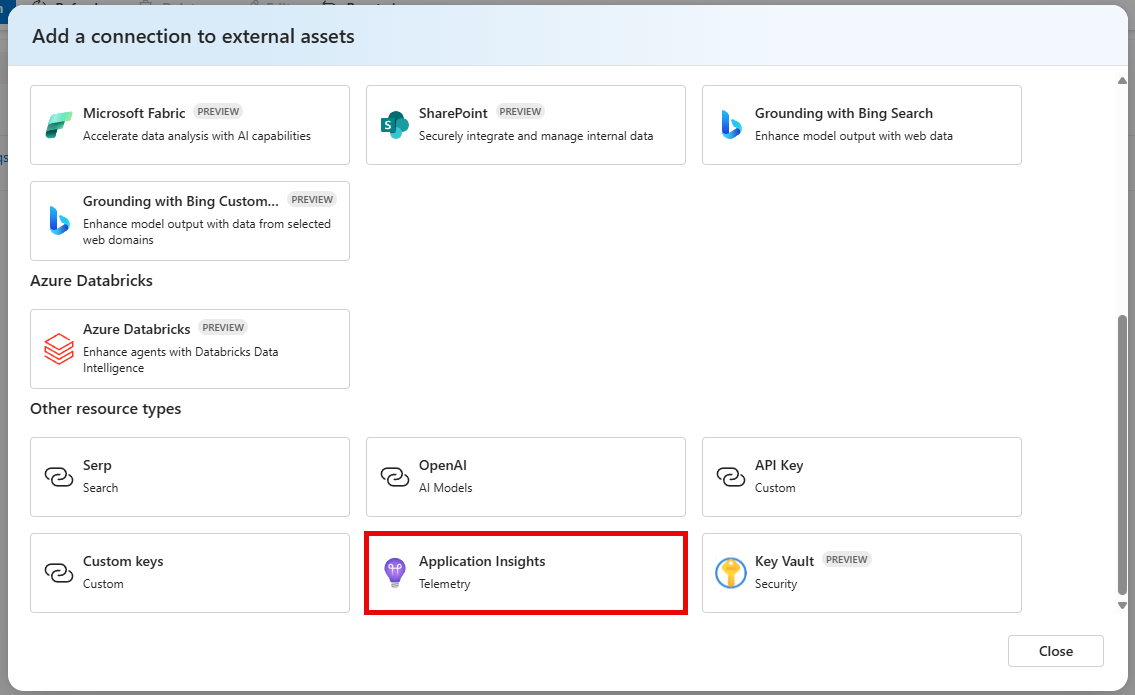 Add a connection to external assets
Microsoft Fabric PREVIEW
Accelerate data analysis with AI capabilities
SharePoint PREVIEW
Securely integrate and manage internal data
Grounding with Bing Search
Enhance model output with web data
Grounding with Bing Custom... PREVIEW
Enhance model output with data from selected
web domains
Azure Databricks
Azure Databricks PREVIEW
Enhance agents with Databricks Data
Intelligence
Other resource types
Serp
Search
OpenAI
AI Models
API Key
Custom
Custom keys
Custom
Application Insights
Telemetry
Key Vault PREVIEW
Security
Close